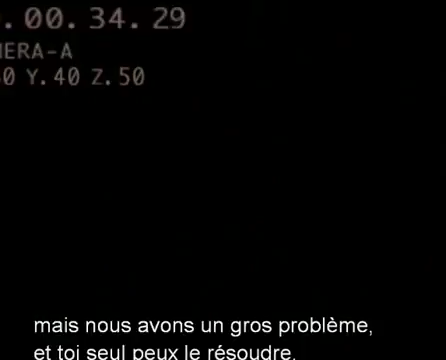 .00.34.29
ERA-A
0 Y.40 Z.50
mais nous avons un gros problème,
et toi seul peux le résoudre.